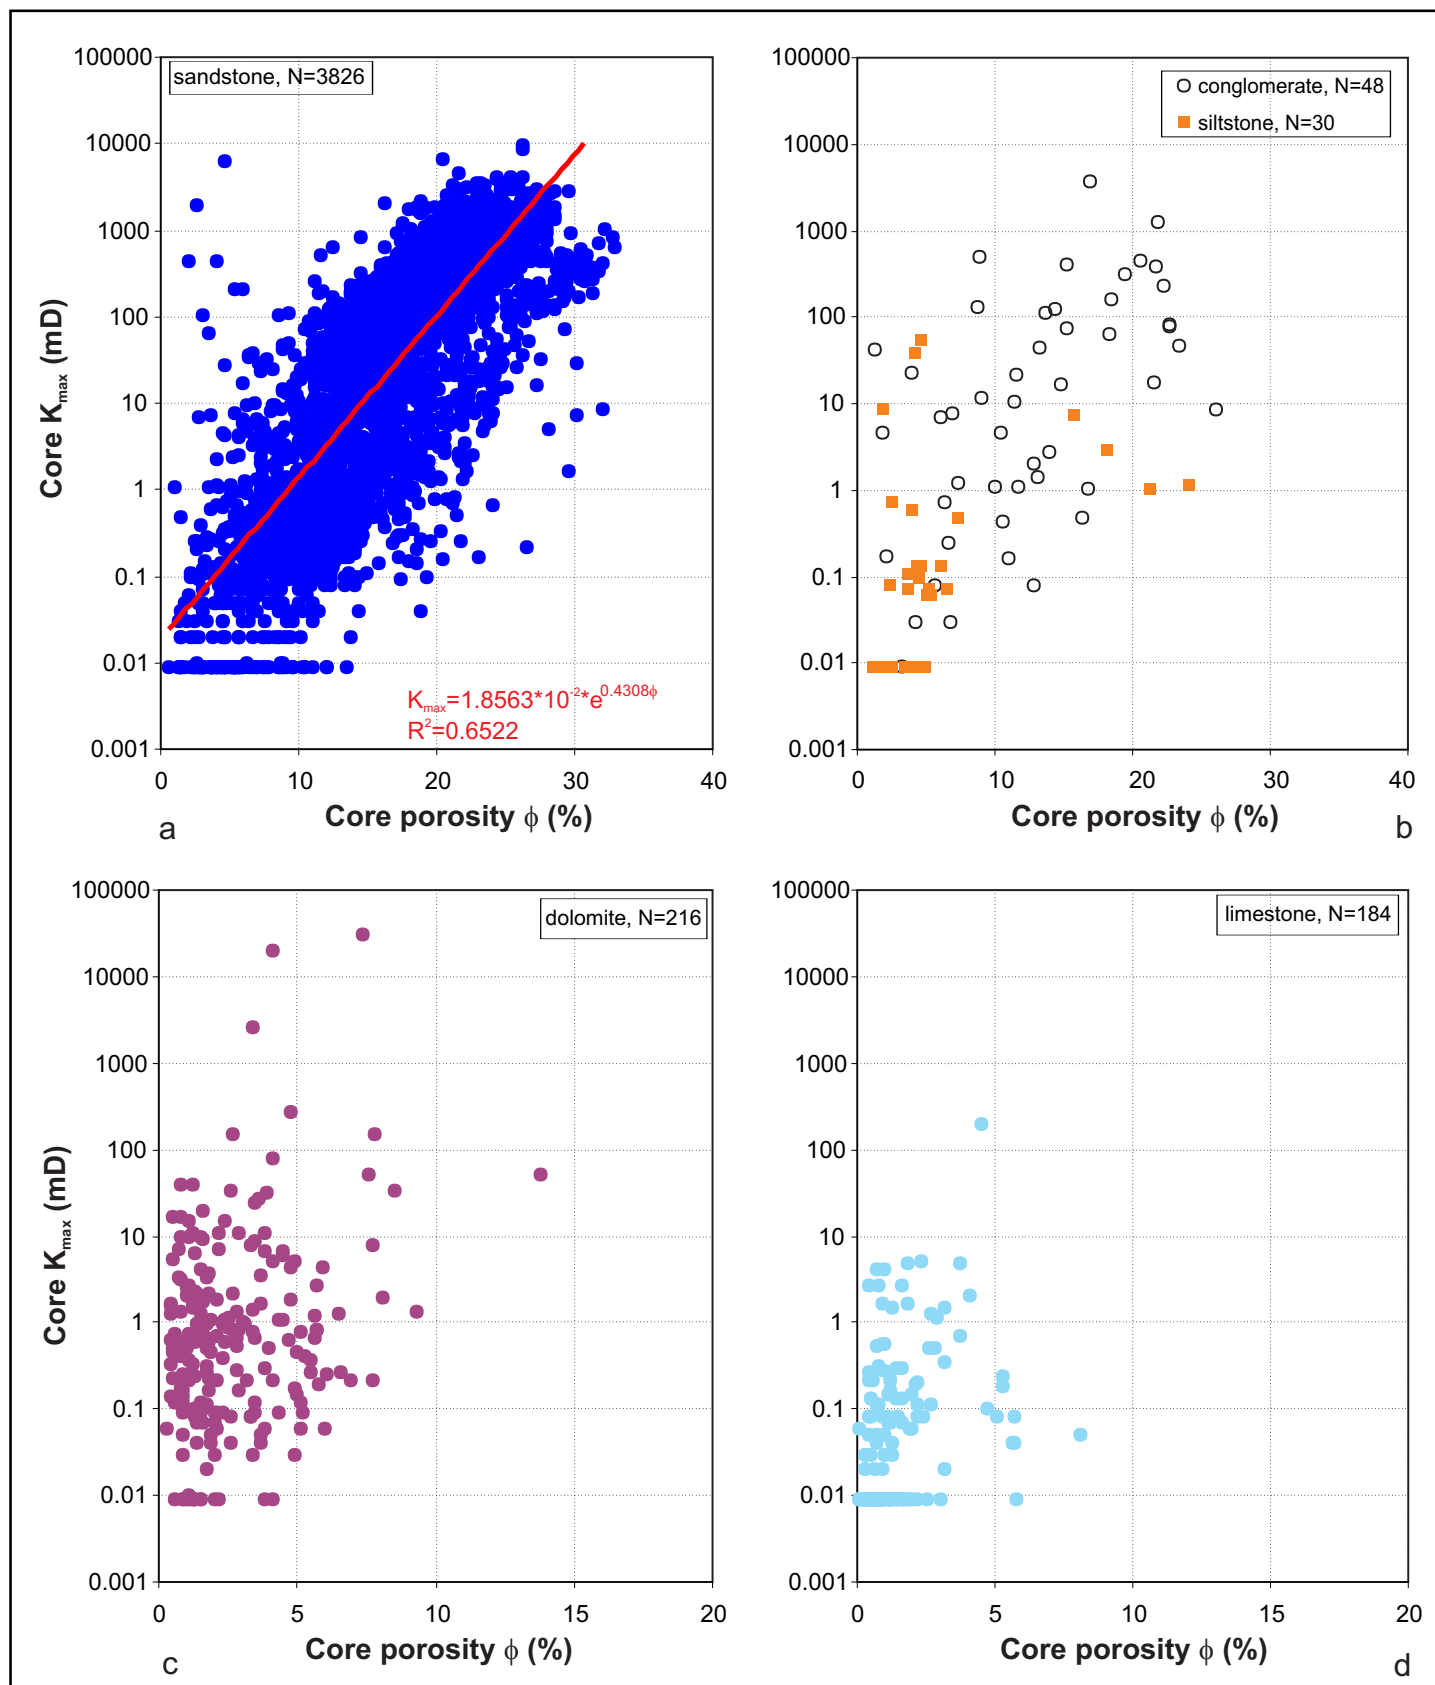 100000
10000
1000
100
10
1
0.1
0.01
0.001
sandstone, N=3826
K_max=1.8563*10^-2*e^0.4308ϕ
R²=0.6522
0 10 20 30 40
Core porosity ϕ (%)
Core K_max (mD)
a
100000
10000
1000
100
10
1
0.1
0.01
0.001
conglomerate, N=48
siltstone, N=30
0 10 20 30 40
Core porosity ϕ (%)
b
100000
10000
1000
100
10
1
0.1
0.01
0.001
dolomite, N=216
0 5 10 15 20
Core porosity ϕ (%)
Core K_max (mD)
c
100000
10000
1000
100
10
1
0.1
0.01
0.001
limestone, N=184
0 5 10 15 20
Core porosity ϕ (%)
d